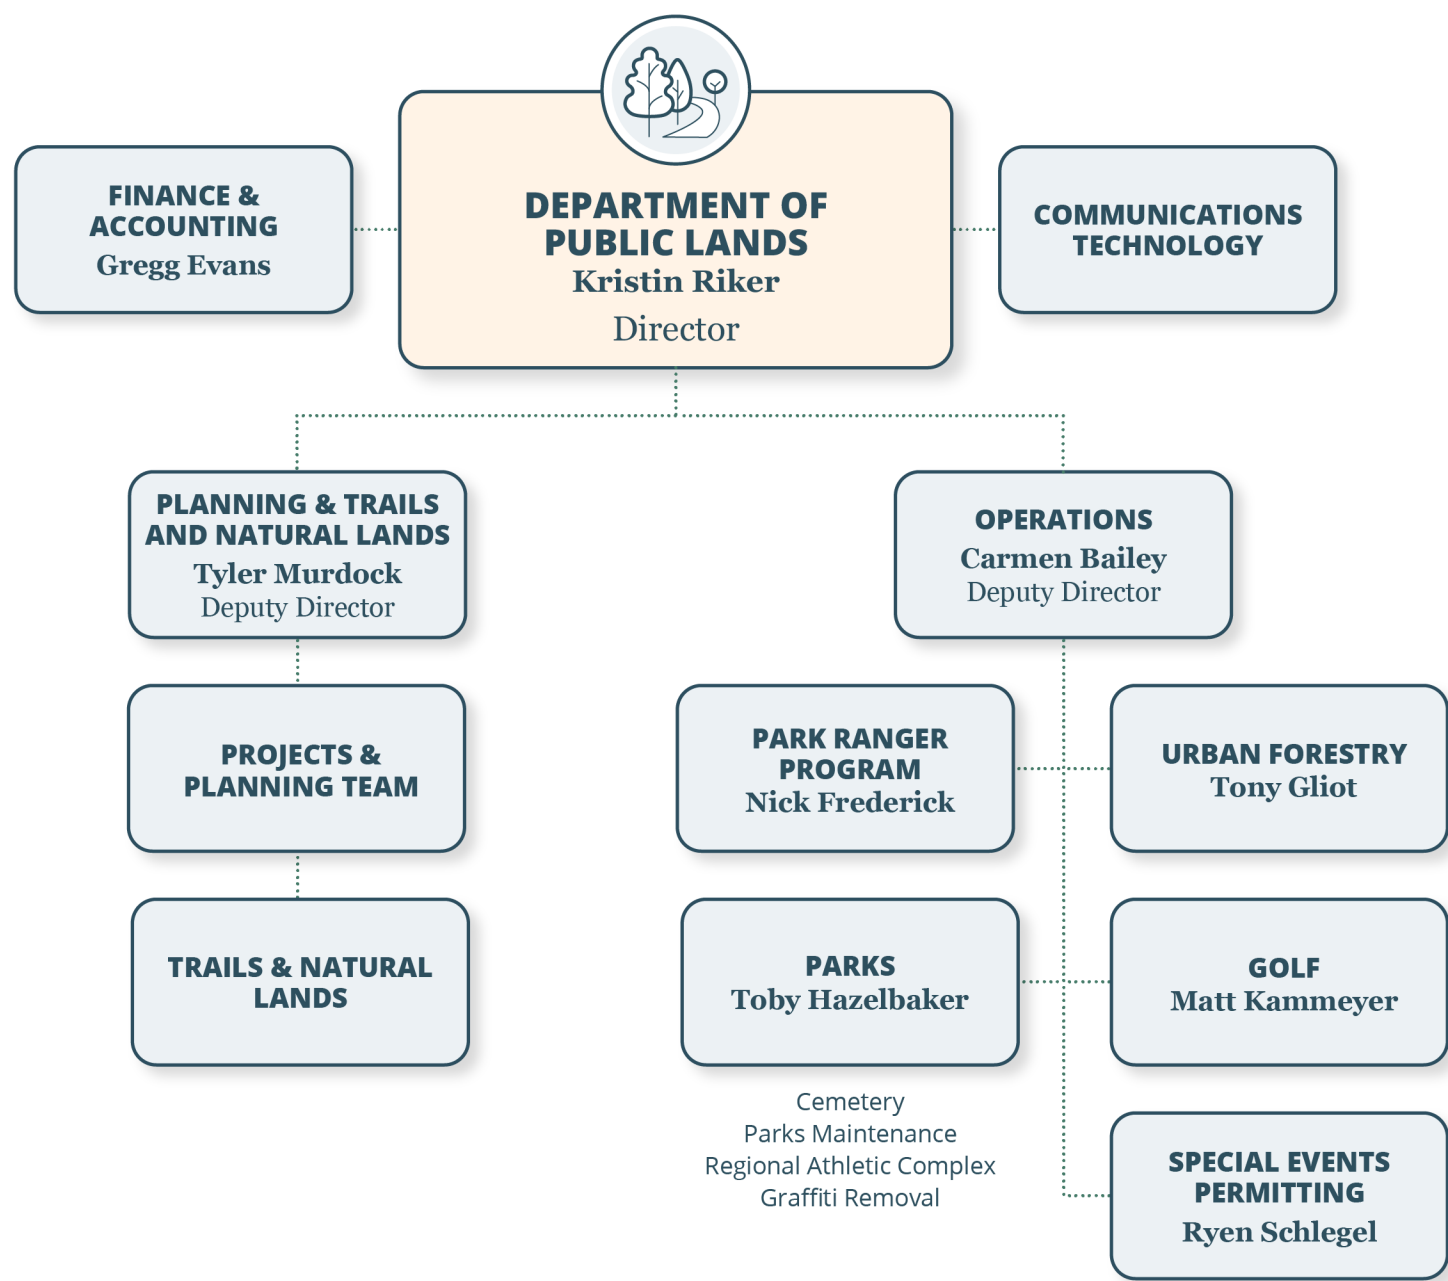 FINANCE &
ACCOUNTING
Gregg Evans
DEPARTMENT OF
PUBLIC LANDS
Kristin Riker
Director
COMMUNICATIONS
TECHNOLOGY
PLANNING & TRAILS
AND NATURAL LANDS
Tyler Murdock
Deputy Director
PROJECTS &
PLANNING TEAM
TRAILS & NATURAL
LANDS
OPERATIONS
Carmen Bailey
Deputy Director
PARK RANGER
PROGRAM
Nick Frederick
URBAN FORESTRY
Tony Gliot
PARKS
Toby Hazelbaker
Cemetery
Parks Maintenance
Regional Athletic Complex
Graffiti Removal
GOLF
Matt Kammeyer
SPECIAL EVENTS
PERMITTING
Ryen Schlegel